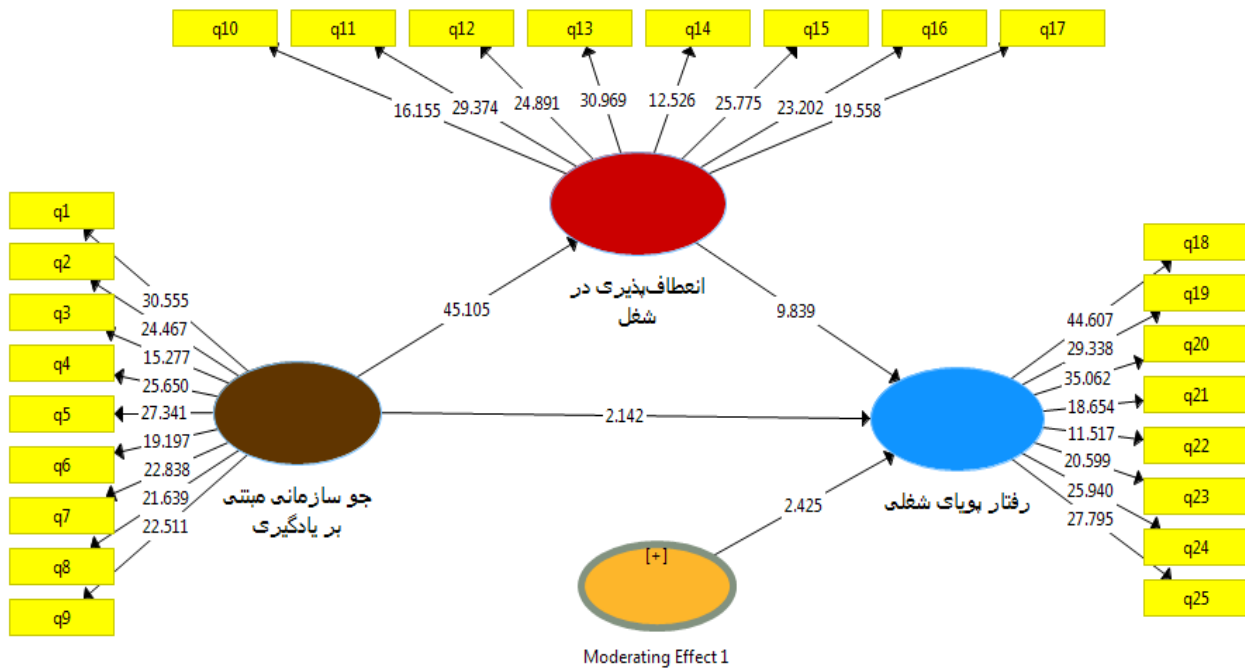 q10
q11
q12
q13
q14
q15
q16
q17
16.155
29.374
24.891
30.969
12.526
25.775
23.202
19.558
انعطاف‌پذیری در
شغل
q1
q2
q3
q4
q5
q6
q7
q8
q9
30.555
24.467
15.277
25.650
27.341
19.197
22.838
21.639
22.511
جو سازمانی مبتنی
بر یادگیری
45.105
9.839
2.142
2.425
[+]
Moderating Effect 1
رفتار پویای شغلی
44.607
29.338
35.062
18.654
11.517
20.599
25.940
27.795
q18
q19
q20
q21
q22
q23
q24
q25